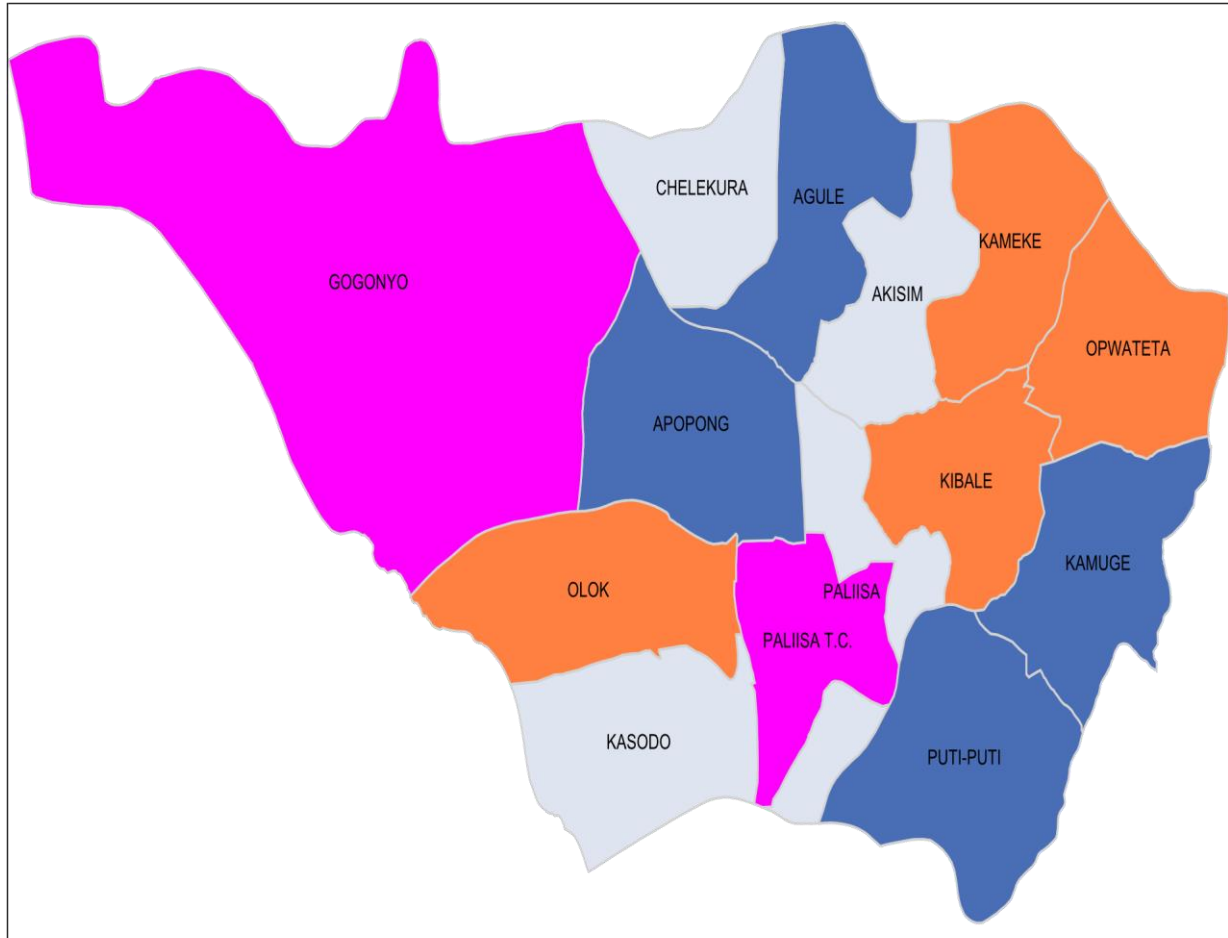 CHELEKURA
AGULE
KAMEKE
GOGONYO
AKISIM
OPWATETA
APOPONG
KIBALE
KAMUGE
OLOK
PALIISA
PALIISA T.C.
KASODO
PUTI-PUTI